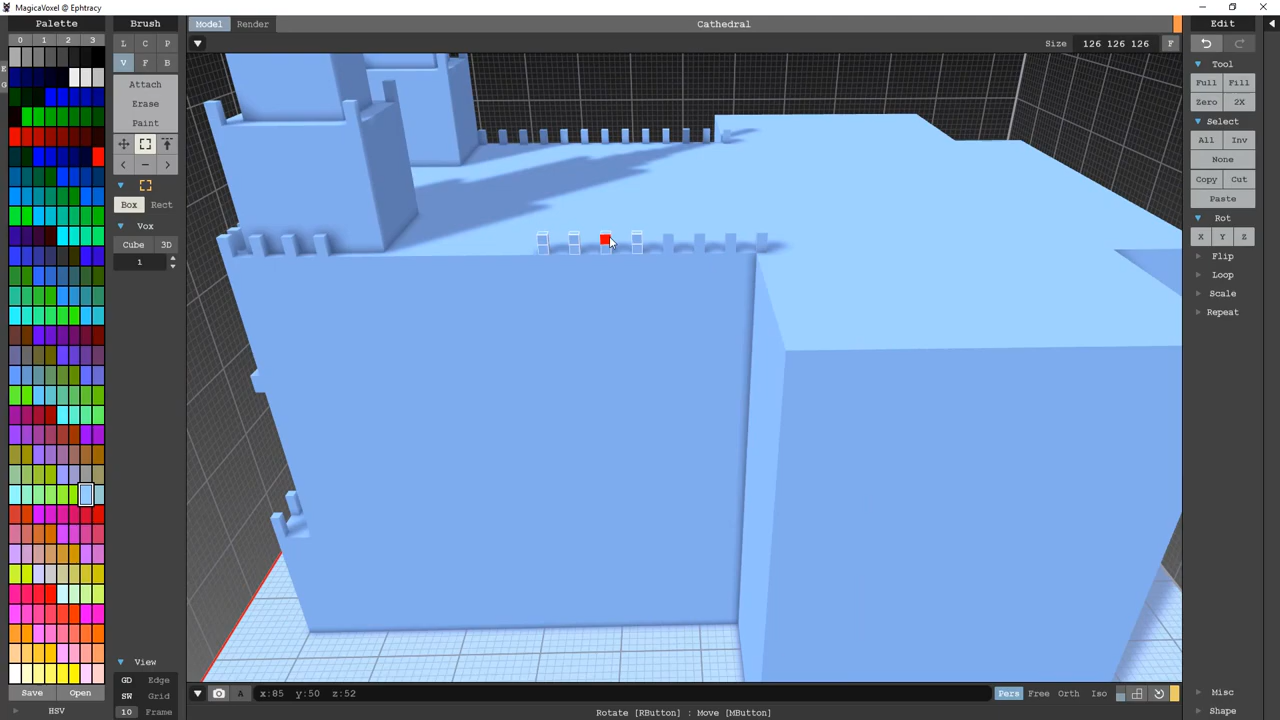 MagicaVoxel @ Ephtracy
Palette
Brush
Model Render
Cathedral
Edit
0 1 2 3
L C P
Size 126 126 126 F
V F B
Tool
E
G
Attach
Full Fill
Erase
Zero 2X
Paint
Select
All Inv
None
Copy Cut
Box Rect
Paste
Vox
Rot
Cube 3D
X Y Z
1
Flip
Loop
Scale
Repeat
View
GD Edge
Save Open
SW Grid
A x:85 y:50 z:52
Pers Free Orth Iso
Misc
HSV
10 Frame
Rotate [RButton] : Move [MButton]
Shape